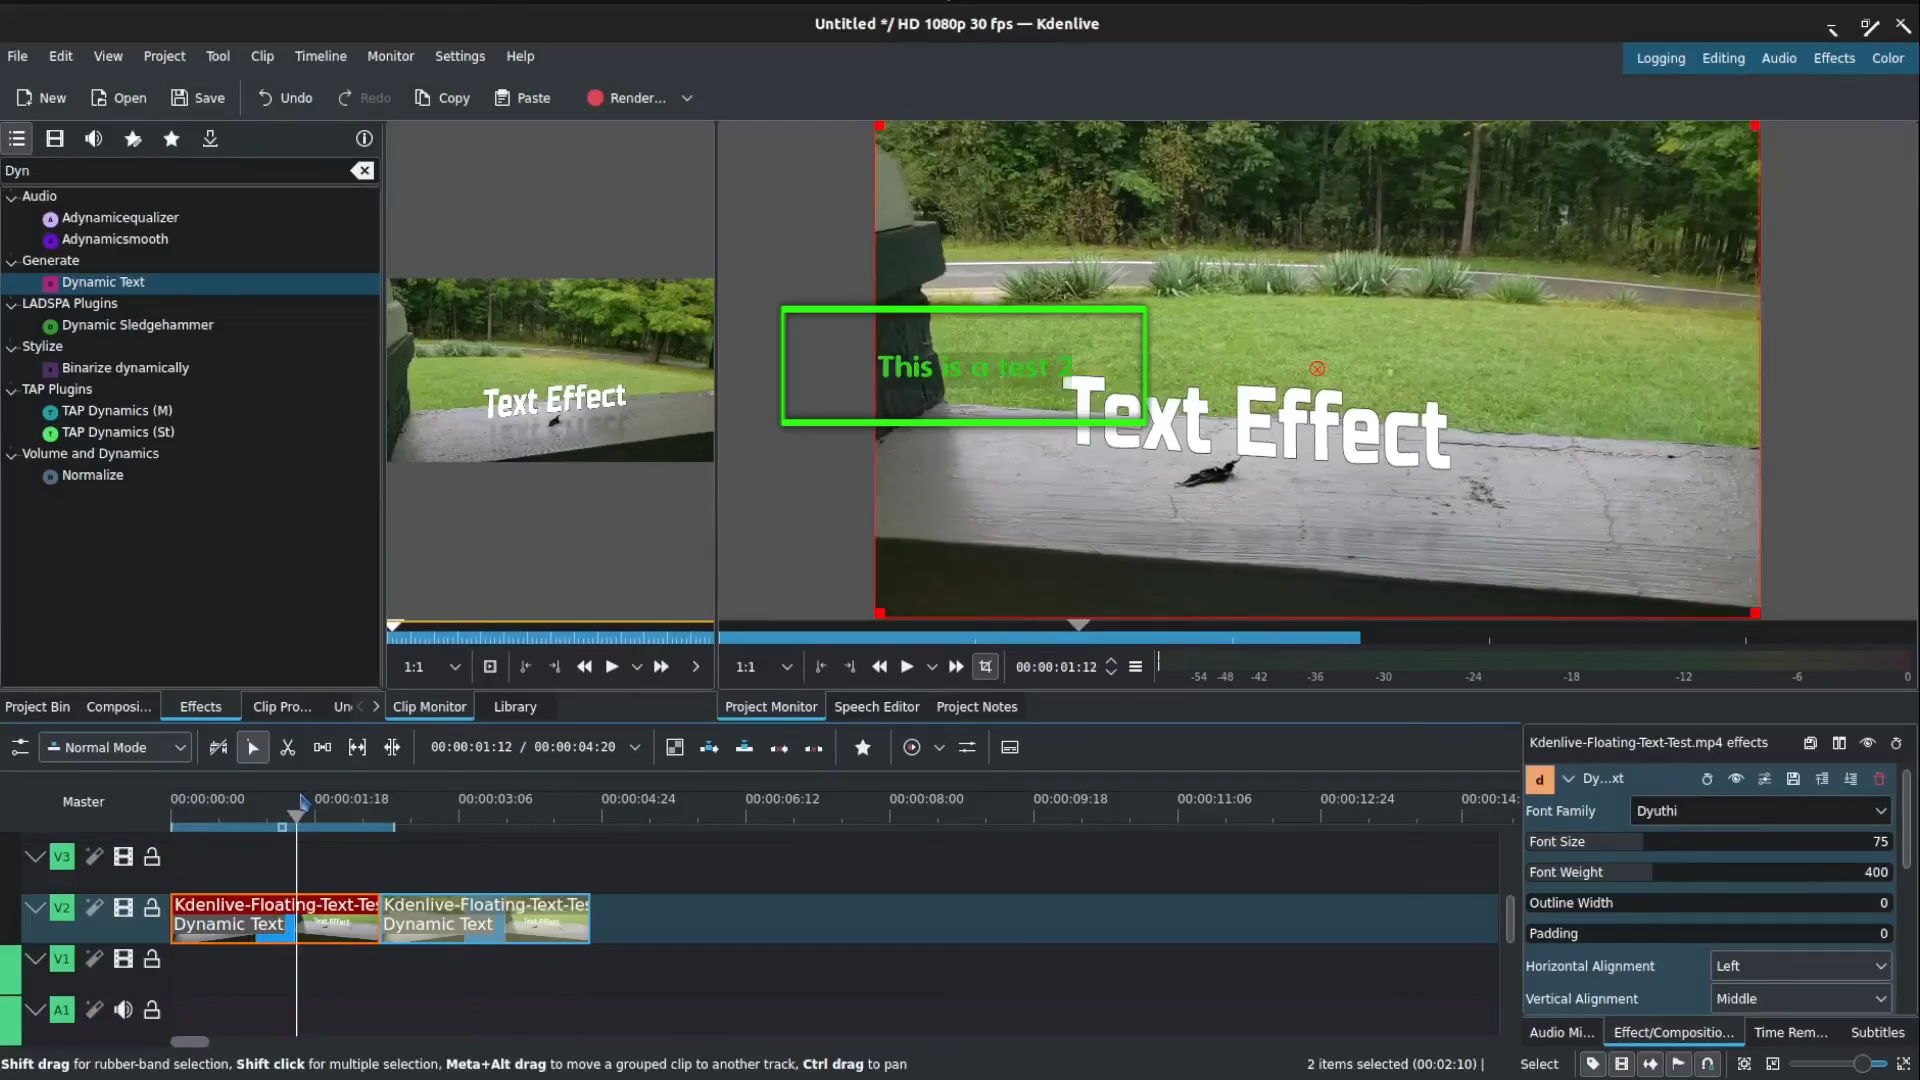 Untitled */ HD 1080p 30 fps — Kdenlive
File Edit View Project Tool Clip Timeline Monitor Settings Help
Logging Editing Audio Effects Color
New Open Save Undo Redo Copy Paste Render...
Dyn
Audio
Adynamicequalizer
Adynamicsmooth
Generate
Dynamic Text
LADSPA Plugins
Dynamic Sledgehammer
Stylize
Binarize dynamically
TAP Plugins
TAP Dynamics (M)
TAP Dynamics (St)
Volume and Dynamics
Normalize
Text Effect
This is a test 2
Text Effect
1:1
1:1 00:00:01:12
-54 -48 -42 -36 -30 -24 -18 -12 -6 0
Project Bin Composi... Effects Clip Pro... Un
Clip Monitor Library
Project Monitor Speech Editor Project Notes
Normal Mode 00:00:01:12 / 00:00:04:20
Master 00:00:00:00 00:00:01:18 00:00:03:06 00:00:04:24 00:00:06:12 00:00:08:00 00:00:09:18 00:00:11:06 00:00:12:24 00:00:14:
V3
V2
Kdenlive-Floating-Text-Tes Kdenlive-Floating-Text-Tes
Dynamic Text Dynamic Text
V1
A1
Kdenlive-Floating-Text-Test.mp4 effects
d Dy...xt
Font Family Dyuthi
Font Size 75
Font Weight 400
Outline Width 0
Padding 0
Horizontal Alignment Left
Vertical Alignment Middle
Audio Mi... Effect/Compositio... Time Rem... Subtitles
Shift drag for rubber-band selection, Shift click for multiple selection, Meta+Alt drag to move a grouped clip to another track, Ctrl drag to pan
2 items selected (00:02:10) | Select